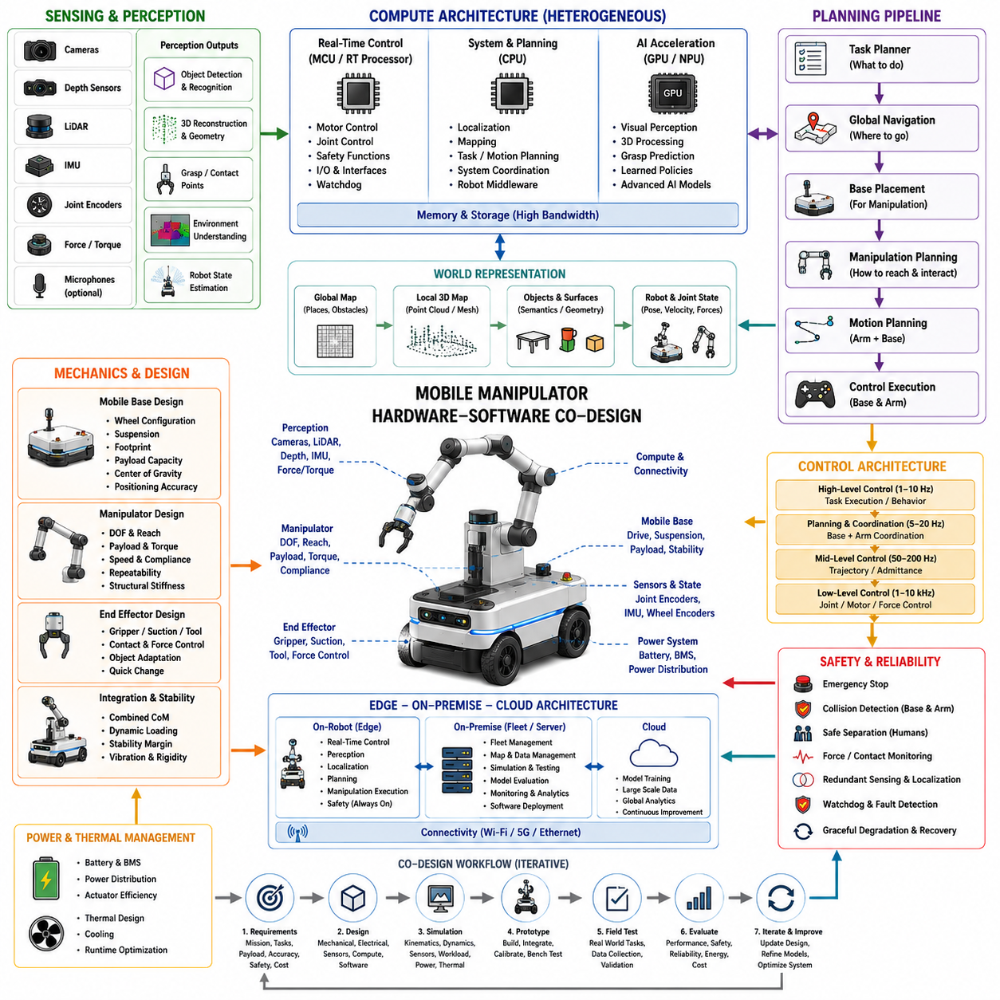 SENSING & PERCEPTION
Cameras
Depth Sensors
LiDAR
IMU
Joint Encoders
Force / Torque
Microphones
(optional)
Perception Outputs
Object Detection
& Recognition
3D Reconstruction
& Geometry
Grasp / Contact
Points
Environment
Understanding
Robot State
Estimation
COMPUTE ARCHITECTURE (HETEROGENEOUS)
Real-Time Control
(MCU / RT Processor)
• Motor Control
• Joint Control
• Safety Functions
• I/O & Interfaces
• Watchdog
System & Planning
(CPU)
• Localization
• Mapping
• Task / Motion Planning
• System Coordination
• Robot Middleware
AI Acceleration
(GPU / NPU)
GPU
• Visual Perception
• 3D Processing
• Grasp Prediction
• Learned Policies
• Advanced AI Models
Memory & Storage (High Bandwidth)
PLANNING PIPELINE
Task Planner
(What to do)
Global Navigation
(Where to go)
Base Placement
(For Manipulation)
Manipulation Planning
(How to reach & interact)
Motion Planning
(Arm + Base)
Control Execution
(Base & Arm)
WORLD REPRESENTATION
Global Map
(Places, Obstacles)
Local 3D Map
(Point Cloud / Mesh)
Objects & Surfaces
(Semantics / Geometry)
Robot & Joint State
(Pose, Velocity, Forces)
MECHANICS & DESIGN
Mobile Base Design
• Wheel Configuration
• Suspension
• Footprint
• Payload Capacity
• Center of Gravity
• Positioning Accuracy
Manipulator Design
• DOF & Reach
• Payload & Torque
• Speed & Compliance
• Repeatability
• Structural Stiffness
End Effector Design
• Gripper / Suction / Tool
• Contact & Force Control
• Object Adaptation
• Quick Change
Integration & Stability
• Combined CoM
• Dynamic Loading
• Stability Margin
• Vibration & Rigidity
MOBILE MANIPULATOR
HARDWARE–SOFTWARE CO-DESIGN
Perception
Cameras, LiDAR,
Depth, IMU,
Force/Torque
Manipulator
DOF, Reach,
Payload, Torque,
Compliance
End Effector
Gripper, Suction,
Tool, Force Control
Compute &
Connectivity
Mobile Base
Drive, Suspension,
Payload, Stability
Sensors & State
Joint Encoders,
IMU, Wheel Encoders
Power System
Battery, BMS,
Power Distribution
CONTROL ARCHITECTURE
High-Level Control (1–10 Hz)
Task Execution / Behavior
Planning & Coordination (5–20 Hz)
Base + Arm Coordination
Mid-Level Control (50–200 Hz)
Trajectory / Admittance
Low-Level Control (1–10 kHz)
Joint / Motor / Force Control
SAFETY & RELIABILITY
Emergency Stop
Collision Detection (Base & Arm)
Safe Separation (Humans)
Force / Contact Monitoring
Redundant Sensing & Localization
Watchdog & Fault Detection
Graceful Degradation & Recovery
EDGE – ON-PREMISE – CLOUD ARCHITECTURE
On-Robot (Edge)
• Real-Time Control
• Perception
• Localization
• Planning
• Manipulation Execution
• Safety (Always On)
On-Premise (Fleet / Server)
• Fleet Management
• Map & Data Management
• Simulation & Testing
• Model Evaluation
• Monitoring & Analytics
• Software Deployment
Cloud
• Model Training
• Large Scale Data
• Global Analytics
• Continuous Improvement
Connectivity (Wi-Fi / 5G / Ethernet)
POWER & THERMAL MANAGEMENT
• Battery & BMS
• Power Distribution
• Actuator Efficiency
• Thermal Design
• Cooling
• Runtime Optimization
CO-DESIGN WORKFLOW (ITERATIVE)
1. Requirements
Mission, Tasks,
Payload, Accuracy,
Safety, Cost
2. Design
Mechanical, Electrical,
Sensors, Compute,
Software
3. Simulation
Kinematics, Dynamics,
Sensors, Workload,
Power, Thermal
4. Prototype
Build, Integrate,
Calibrate, Bench Test
5. Field Test
Real World Tasks,
Data Collection,
Validation
6. Evaluate
Performance, Safety,
Reliability, Energy,
Cost
7. Iterate & Improve
Update Design,
Refine Models,
Optimize System